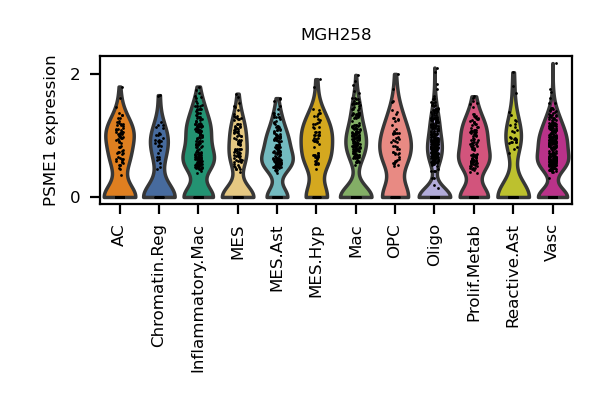 MGH258
PSME1 expression
2
0
AC
Chromatin.Reg
Inflammatory.Mac
MES
MES.Ast
MES.Hyp
Mac
OPC
Oligo
Prolif.Metab
Reactive.Ast
Vasc